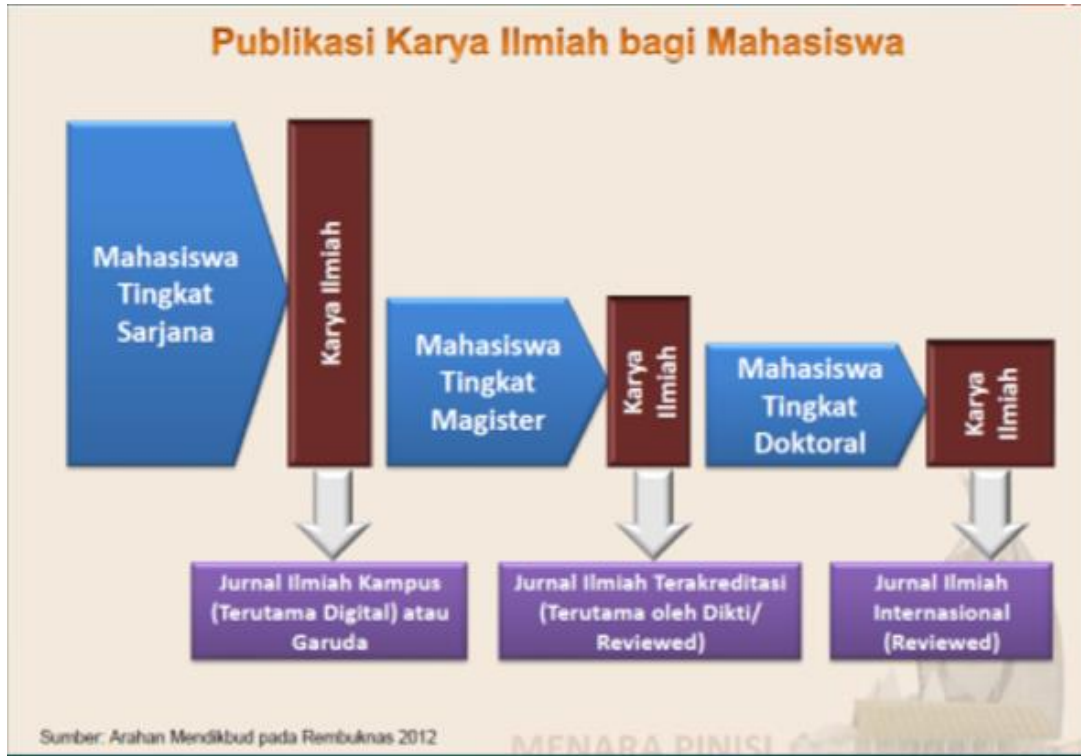 Publikasi Karya Ilmiah bagi Mahasiswa
Mahasiswa
Tingkat
Sarjana
Karya Ilmiah
Mahasiswa
Tingkat
Magister
Karya
Ilmiah
Mahasiswa
Tingkat
Doktoral
Karya
Ilmiah
Jurnal Ilmiah Kampus
(Terutama Digital) atau
Garuda
Jurnal Ilmiah Terakreditasi
(Terutama oleh Dikti/
Reviewed)
Jurnal Ilmiah
Internasional
(Reviewed)
Sumber: Arahan Mendikbud pada Rembuknas 2012
MENARA PINISI